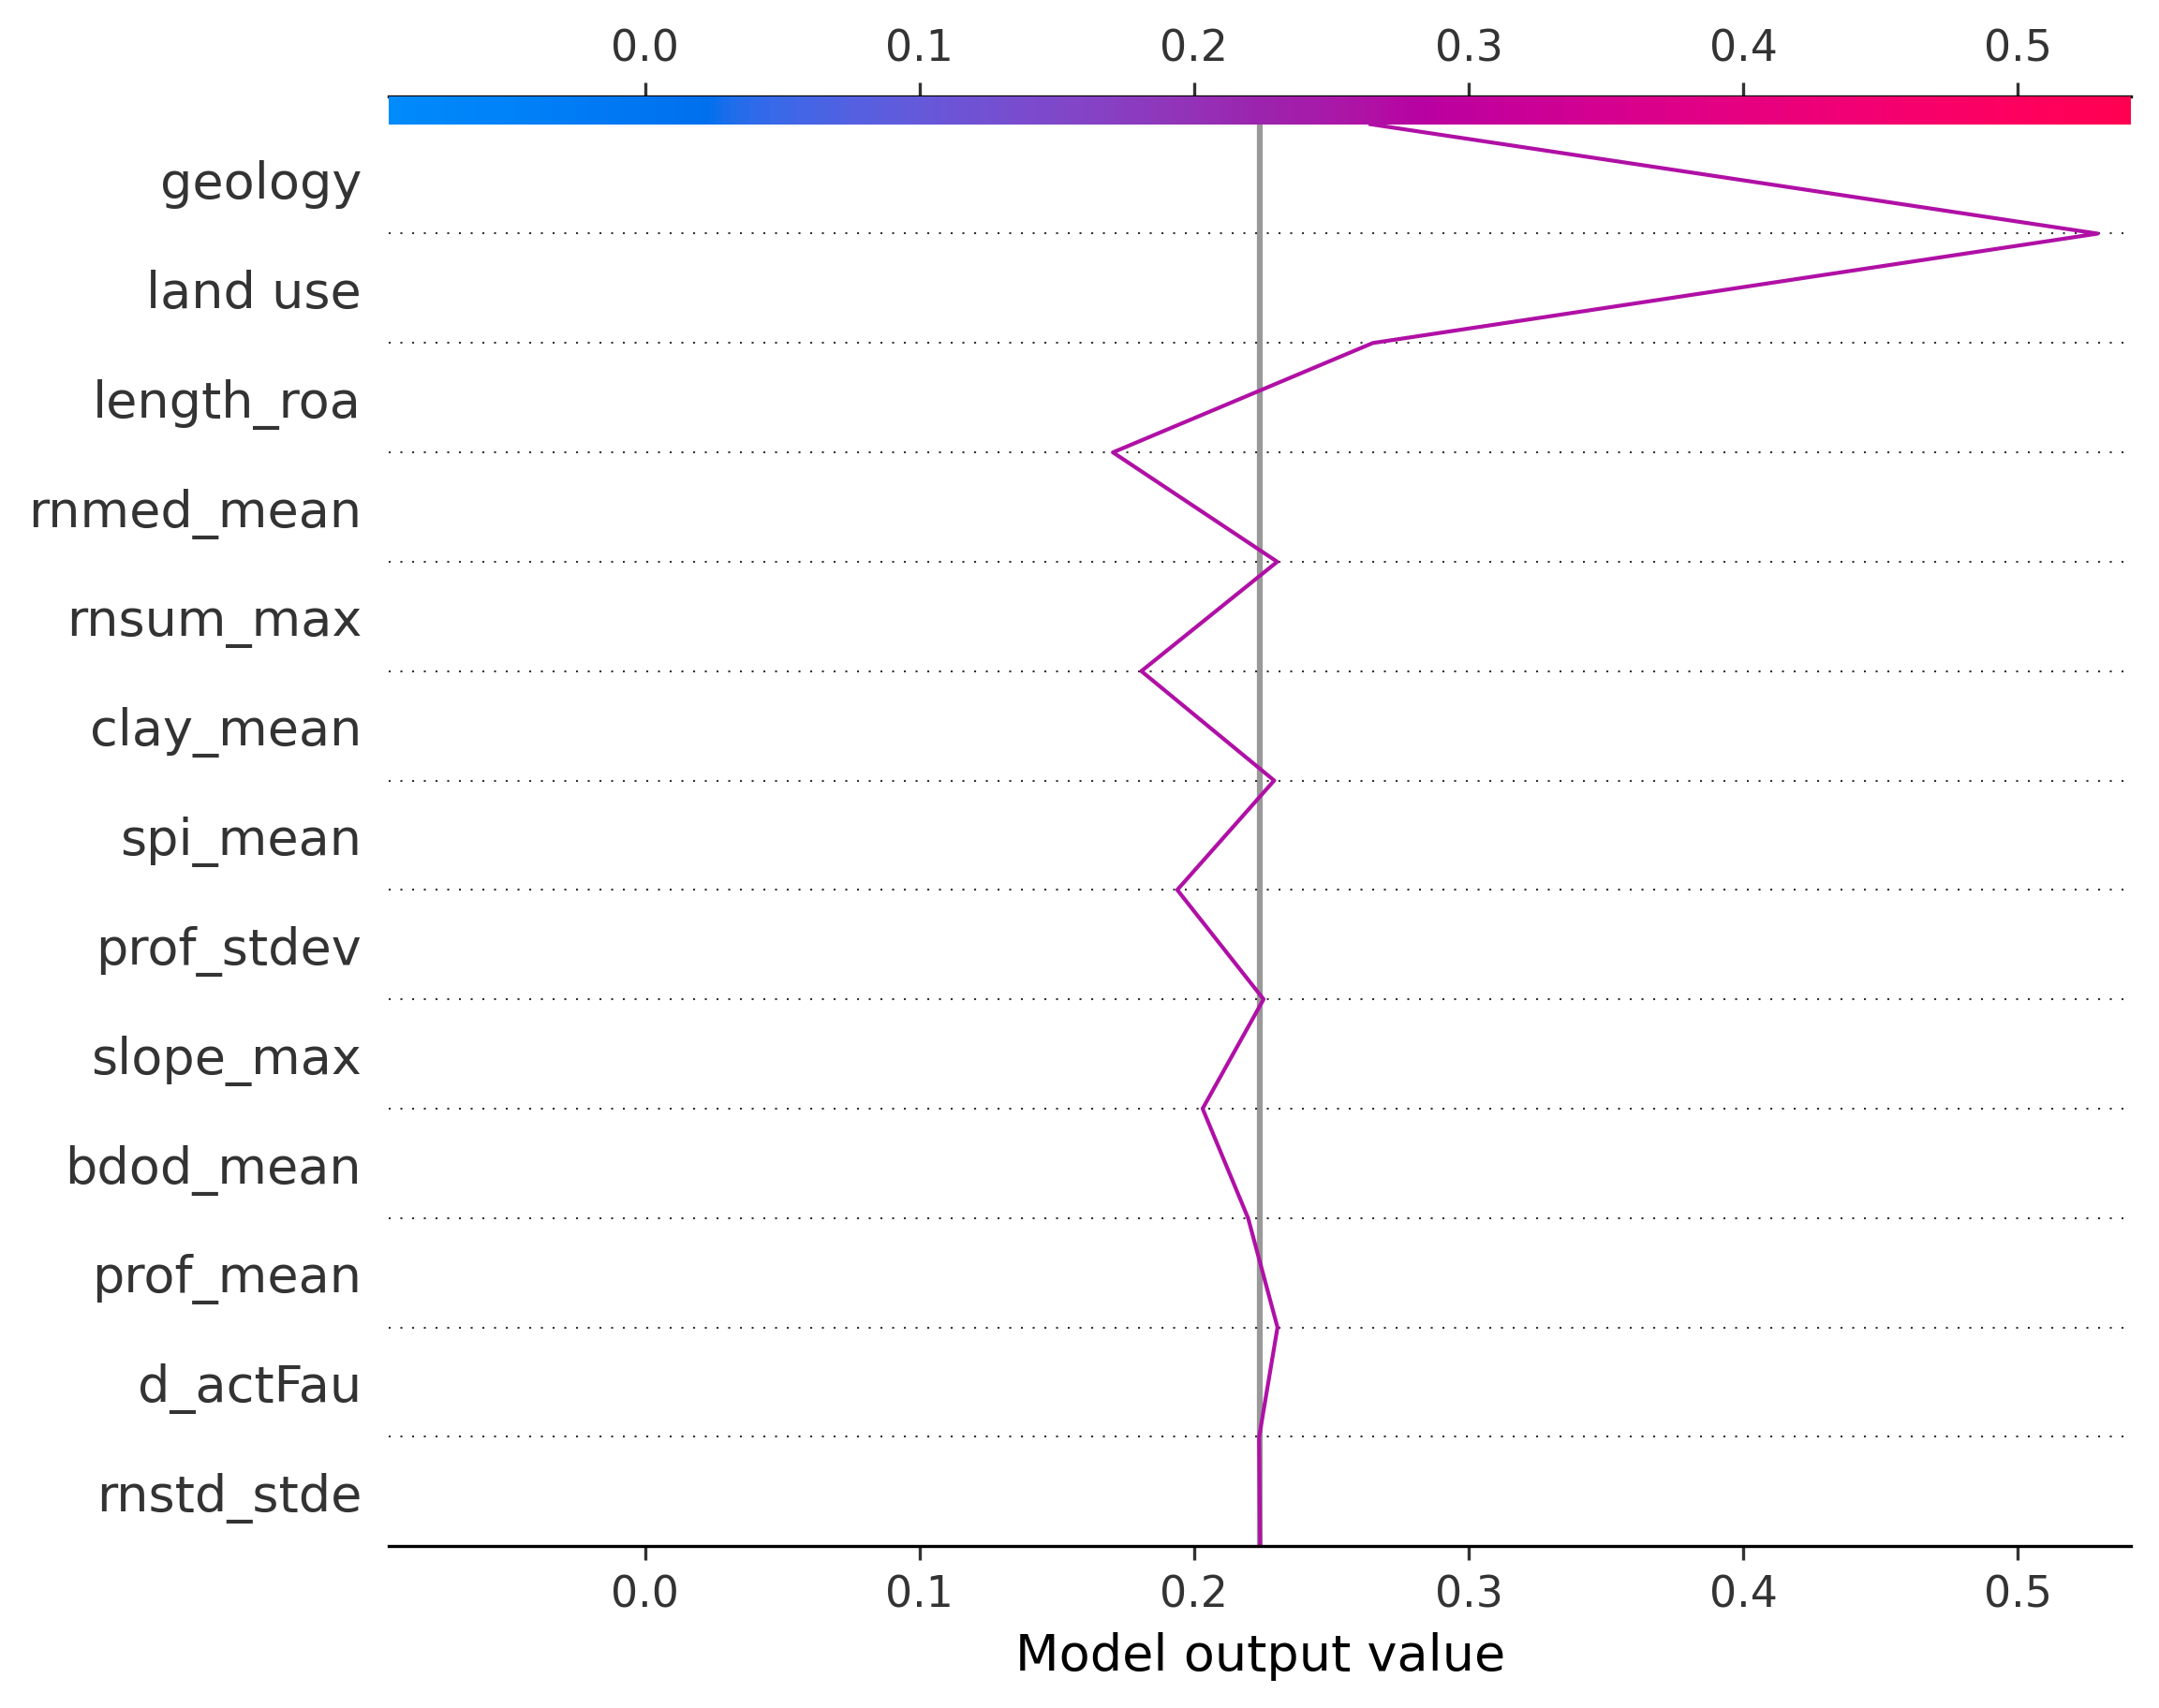 0.0 0.1 0.2 0.3 0.4 0.5
geology
land use
length_roa
rnmed_mean
rnsum_max
clay_mean
spi_mean
prof_stdev
slope_max
bdod_mean
prof_mean
d_actFau
rnstd_stde
0.0 0.1 0.2 0.3 0.4 0.5
Model output value